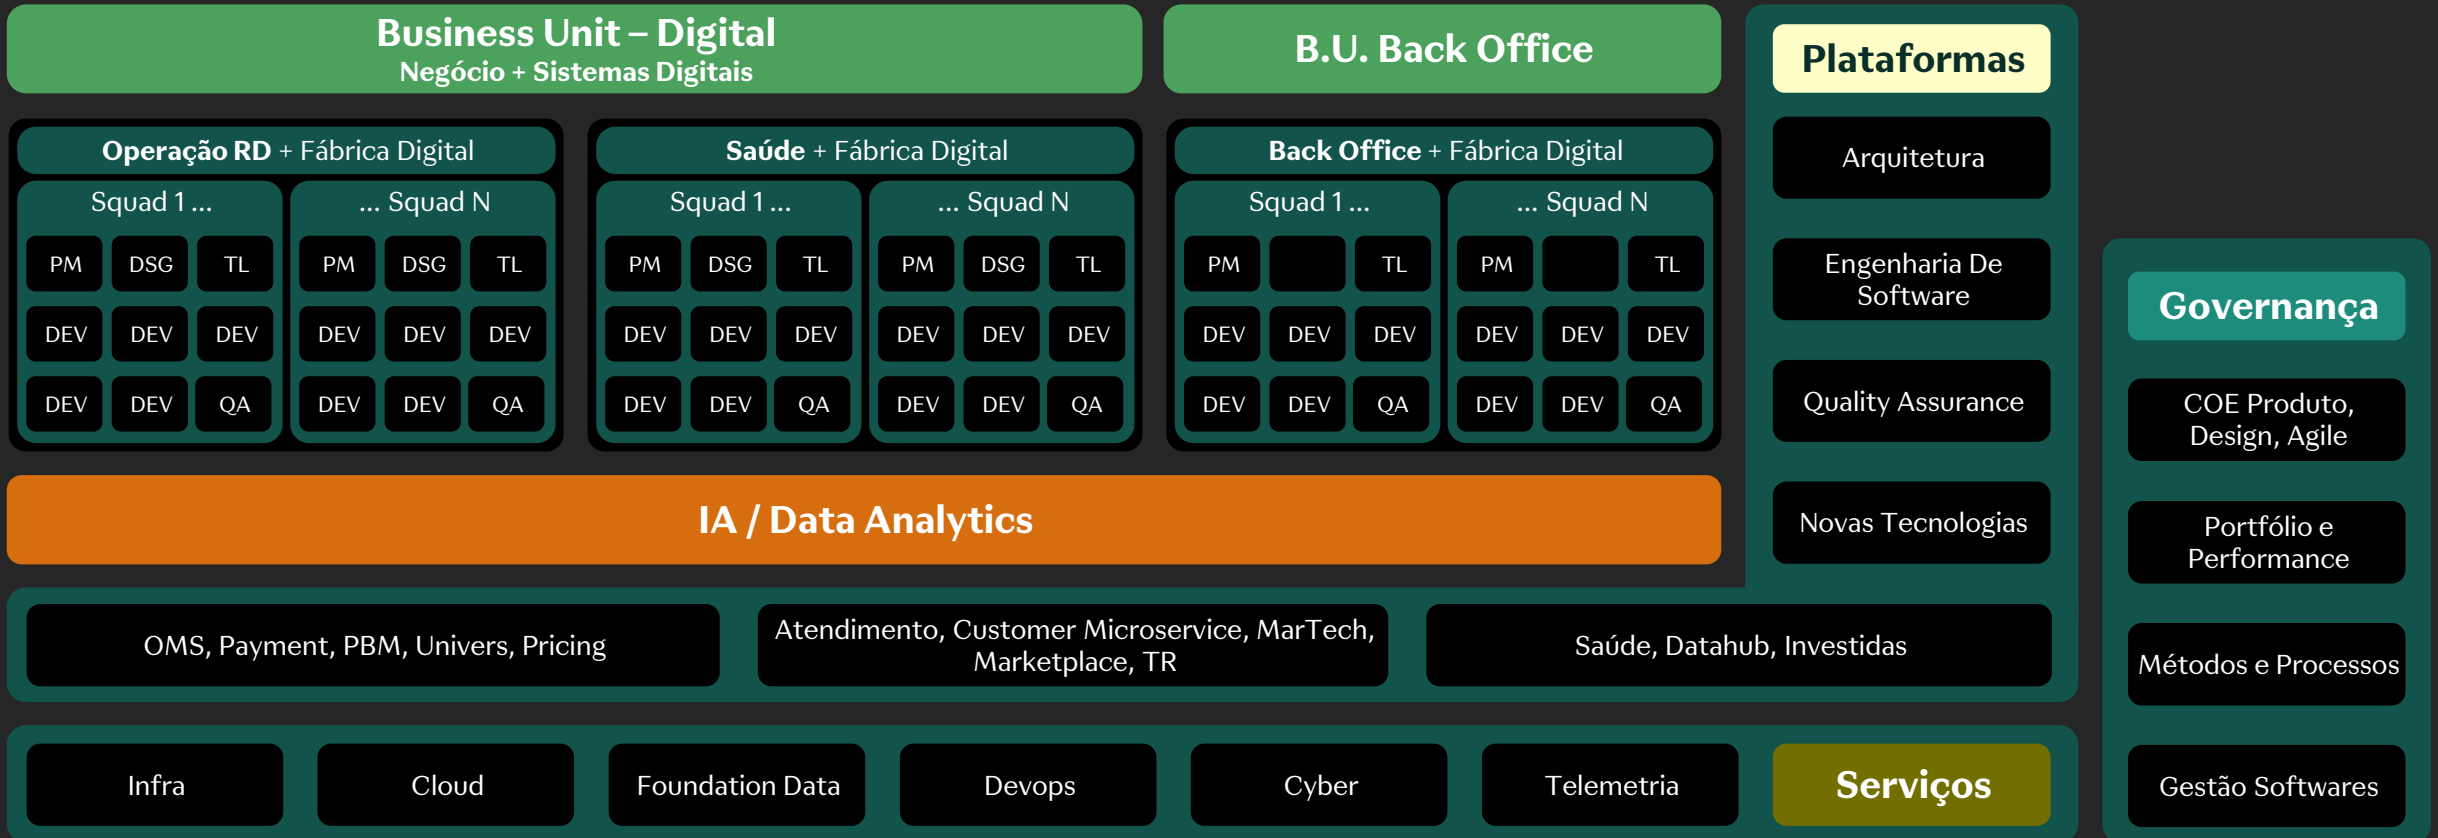 Business Unit – Digital
Negócio + Sistemas Digitais
B.U. Back Office
Operação RD + Fábrica Digital
Squad 1 ...
... Squad N
PM DSG TL
PM DSG TL
DEV DEV DEV
DEV DEV DEV
DEV DEV QA
DEV DEV QA
Saúde + Fábrica Digital
Squad 1 ...
... Squad N
PM DSG TL
PM DSG TL
DEV DEV DEV
DEV DEV DEV
DEV DEV QA
DEV DEV QA
Back Office + Fábrica Digital
Squad 1 ...
... Squad N
PM TL
PM TL
DEV DEV DEV
DEV DEV DEV
DEV DEV QA
DEV DEV QA
IA / Data Analytics
Plataformas
Arquitetura
Engenharia De
Software
Quality Assurance
Novas Tecnologias
OMS, Payment, PBM, Univers, Pricing
Atendimento, Customer Microservice, MarTech,
Marketplace, TR
Saúde, Datahub, Investidas
Infra
Cloud
Foundation Data
Devops
Cyber
Telemetria
Serviços
Governança
COE Produto,
Design, Agile
Portfólio e
Performance
Métodos e Processos
Gestão Softwares